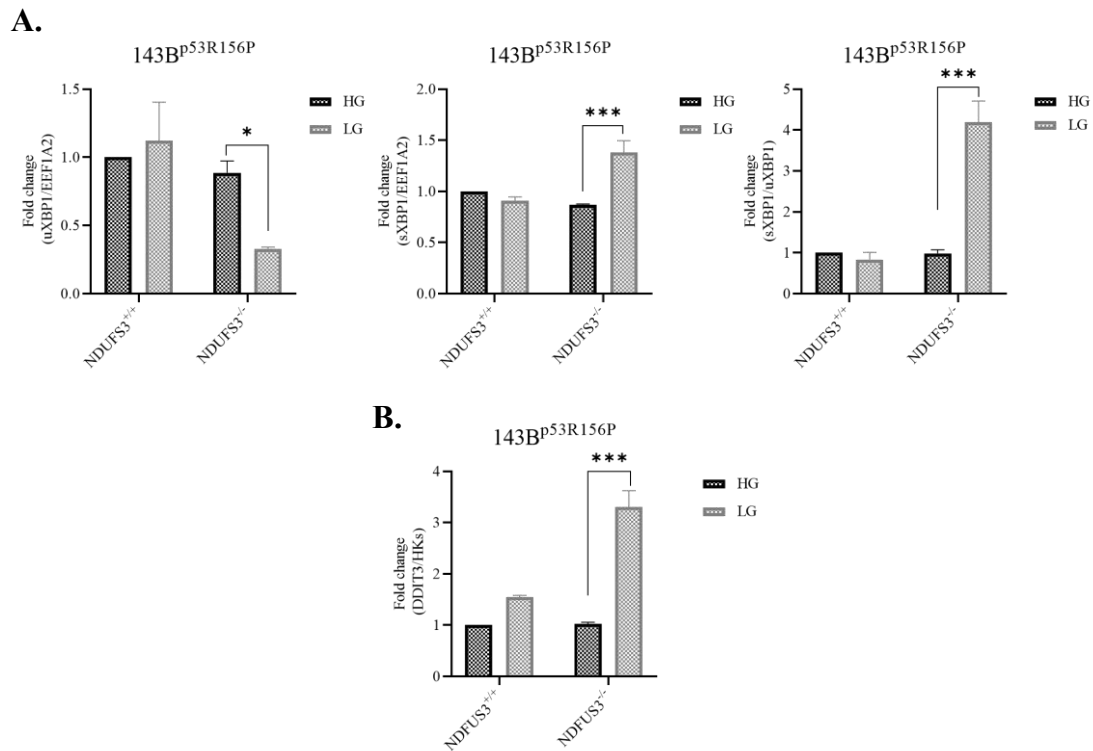 A.
143Bp53R156P
Fold change
(uXBP1/EEF1A2)
1.5
1.0
0.5
0.0
*
HG
LG
NDUFS3+/+
NDUFS3-/-
143Bp53R156P
Fold change
(sXBP1/EEF1A2)
2.0
1.5
1.0
0.5
0.0
***
HG
LG
NDUFS3+/+
NDUFS3-/-
143Bp53R156P
Fold change
(sXBP1/uXBP1)
5
4
3
2
1
0
***
HG
LG
NDUFS3+/+
NDUFS3-/-
B.
143Bp53R156P
Fold change
(DDIT3/HKs)
4
3
2
1
0
***
HG
LG
NDFUS3+/+
NDFUS3-/-